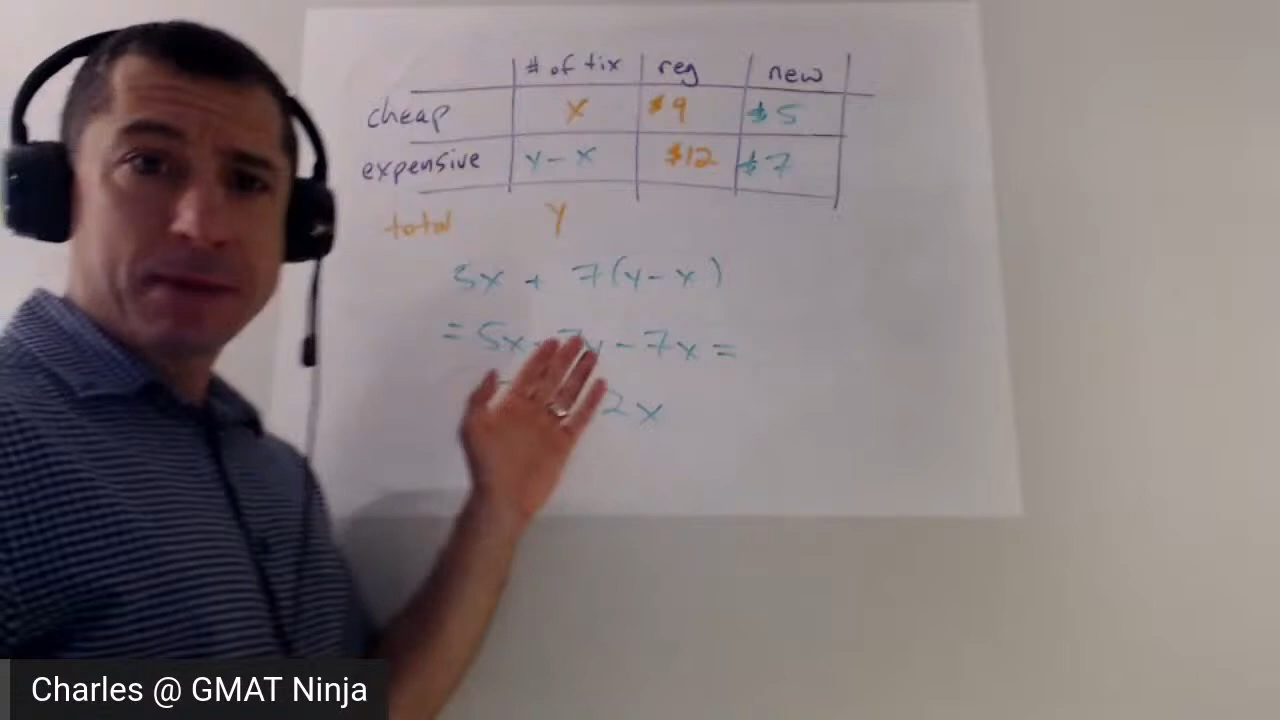 # of tix reg new
cheap x $9 $5
expensive y - x $12 $7
total y
5x + 7(y - x)
= 5x 7y - 7x =
2x
Charles @ GMAT Ninja